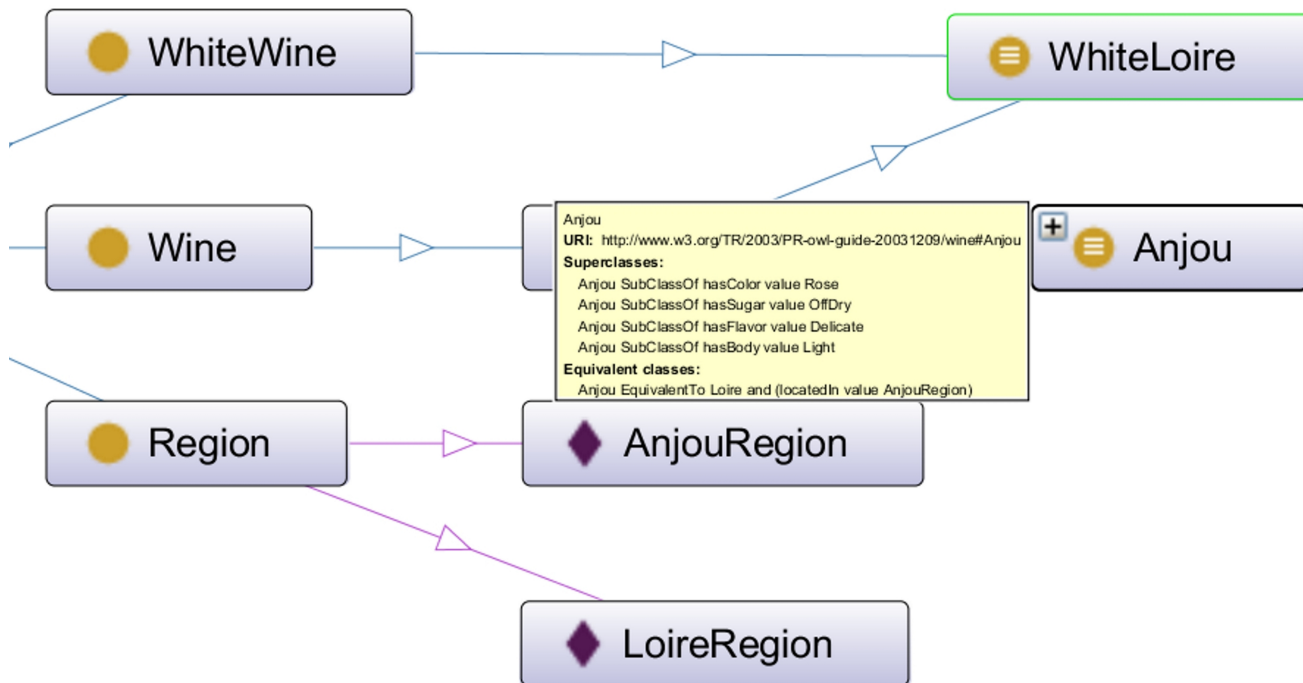 WhiteWine
WhiteLoire
Wine
Anjou
URI: http://www.w3.org/TR/2003/PR-owl-guide-20031209/wine#Anjou
Superclasses:
Anjou SubClassOf hasColor value Rose
Anjou SubClassOf hasSugar value OffDry
Anjou SubClassOf hasFlavor value Delicate
Anjou SubClassOf hasBody value Light
Equivalent classes:
Anjou EquivalentTo Loire and (locatedIn value AnjouRegion)
Anjou
Region
AnjouRegion
LoireRegion